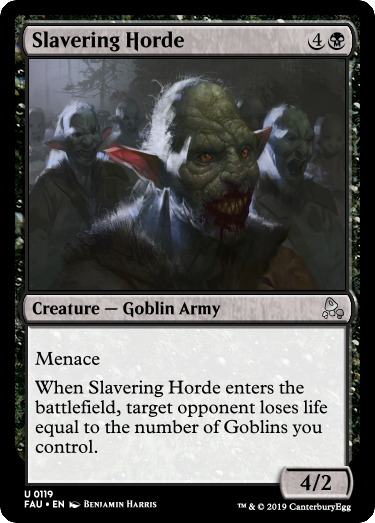 Slavering Horde 4
Creature — Goblin Army
Menace
When Slavering Horde enters the
battlefield, target opponent loses life
equal to the number of Goblins you
control.
4/2
U 0119
FAU • EN Benjamin Harris
™ & © 2019 CanterburyEgg